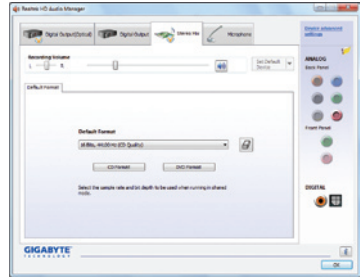 Realtek HD Audio Manager
Digital Output(Optical)
Digital Output
Stereo Mix
Microphone
Device advanced settings
Recording Volume
L
R
Set Default Device
ANALOG
Back Panel
Default Format
Default Format
16 Bits, 44100 Hz (CD Quality)
CD Format
DVD Format
Select the sample rate and bit depth to be used when running in shared mode.
Front Panel
DIGITAL
GIGABYTE
TECHNOLOGY
OK